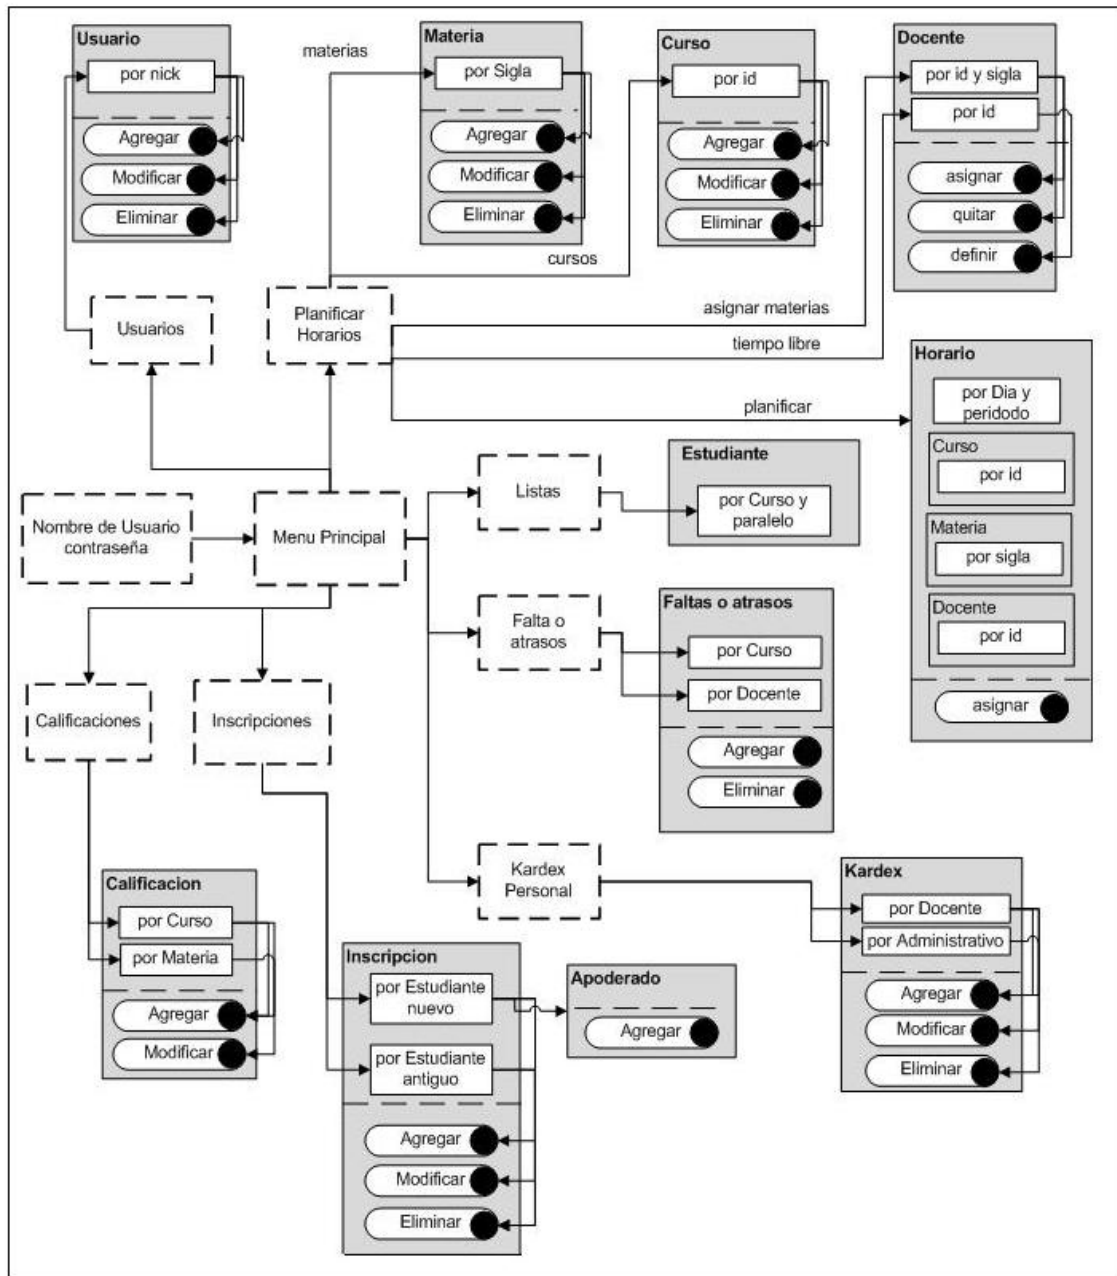 Usuario
por nick
Agregar
Modificar
Eliminar
materias
Materia
por Sigla
Agregar
Modificar
Eliminar
Curso
por id
Agregar
Modificar
Eliminar
Docente
por id y sigla
por id
asignar
quitar
definir
cursos
Usuarios
Planificar
Horarios
asignar materias
tiempo libre
planificar
Horario
por Dia y
peridodo
Curso
por id
Materia
por sigla
Docente
por id
asignar
Nombre de Usuario
contraseña
Menu Principal
Listas
Estudiante
por Curso y
paralelo
Falta o
atrasos
Faltas o atrasos
por Curso
por Docente
Agregar
Eliminar
Calificaciones
Inscripciones
Kardex
Personal
Kardex
por Docente
por Administrativo
Agregar
Modificar
Eliminar
Calificacion
por Curso
por Materia
Agregar
Modificar
Inscripcion
por Estudiante
nuevo
por Estudiante
antiguo
Agregar
Modificar
Eliminar
Apoderado
Agregar